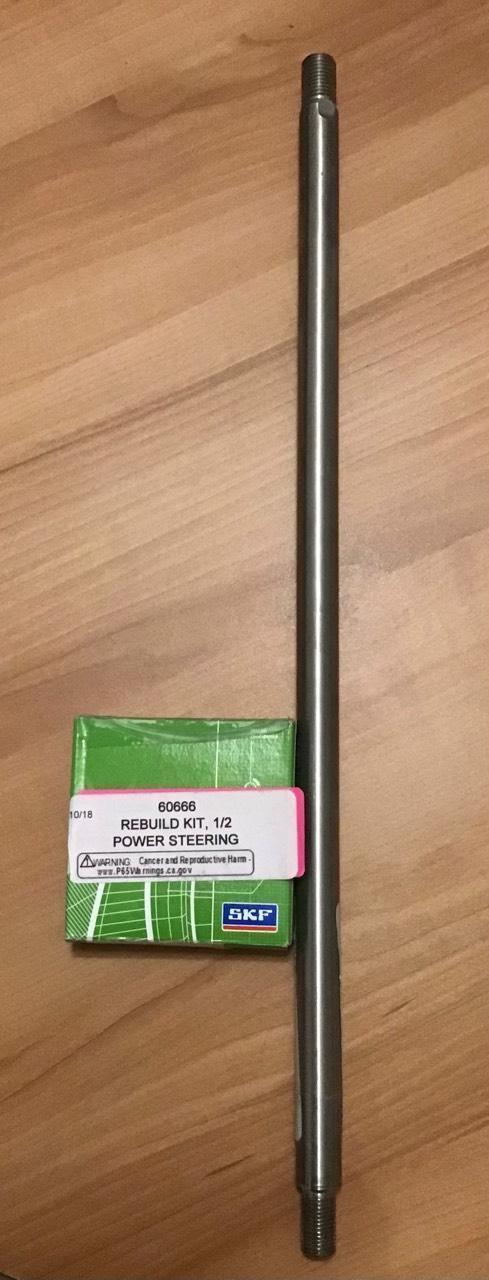 10/18
60666
REBUILD KIT, 1/2
POWER STEERING
WARNING Cancer and Reproductive Harm -
www.P65Warnings.ca.gov
SKF